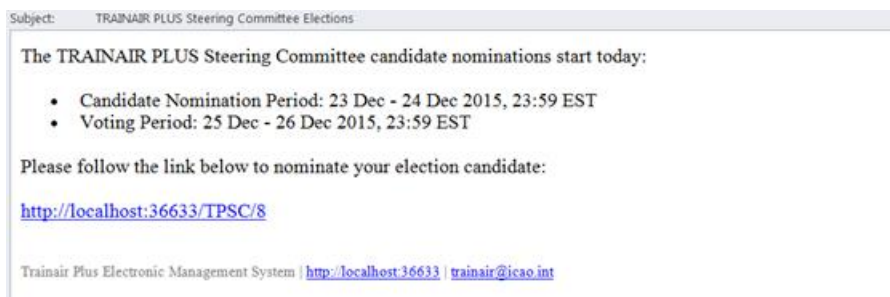 Subject: TRAINAIR PLUS Steering Committee Elections
The TRAINAIR PLUS Steering Committee candidate nominations start today:
• Candidate Nomination Period: 23 Dec - 24 Dec 2015, 23:59 EST
• Voting Period: 25 Dec - 26 Dec 2015, 23:59 EST
Please follow the link below to nominate your election candidate:
http://localhost:36633/TPSC/8
Trainair Plus Electronic Management System | http://localhost:36633 | trainair@icao.int